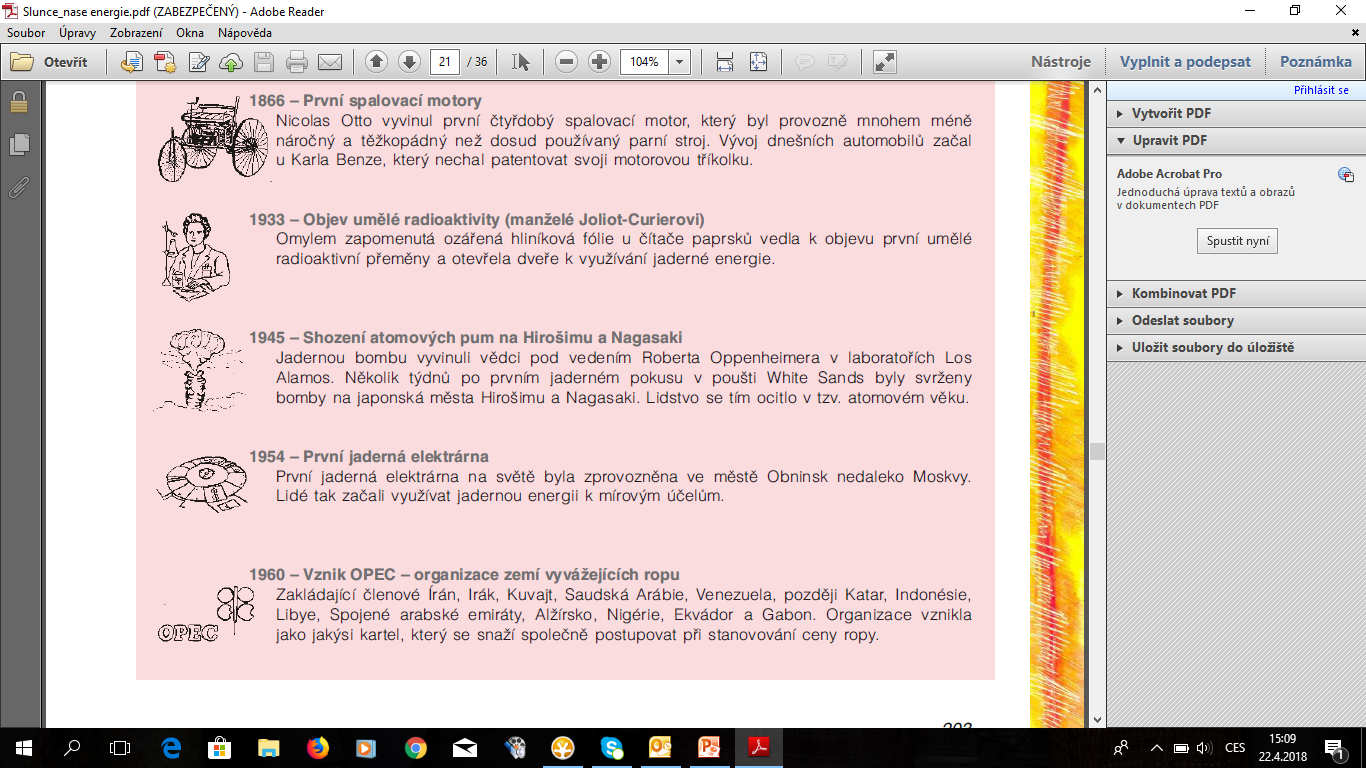 Slunce_nase energie.pdf (ZABEZPEČENÝ) - Adobe Reader
Soubor Úpravy Zobrazení Okna Nápověda
Otevřít 21 / 36 104% Nástroje Vyplnit a podepsat Poznámka
Přihlásit se
1866 – První spalovací motory
Nicolas Otto vyvinul první čtyřdobý spalovací motor, který byl provozně mnohem méně
náročný a těžkopádný než dosud používaný parní stroj. Vývoj dnešních automobilů začal
u Karla Benze, který nechal patentovat svoji motorovou tříkolku.
1933 – Objev umělé radioaktivity (manželé Joliot-Curierovi)
Omylem zapomenutá ozářená hliníková fólie u čítače paprsků vedla k objevu první umělé
radioaktivní přeměny a otevřela dveře k využívání jaderné energie.
1945 – Shození atomových pum na Hirošimu a Nagasaki
Jadernou bombu vyvinuli vědci pod vedením Roberta Oppenheimera v laboratořích Los
Alamos. Několik týdnů po prvním jaderném pokusu v poušti White Sands byly svrženy
bomby na japonská města Hirošimu a Nagasaki. Lidstvo se tím ocitlo v tzv. atomovém věku.
1954 – První jaderná elektrárna
První jaderná elektrárna na světě byla zprovozněna ve městě Obninsk nedaleko Moskvy.
Lidé tak začali využívat jadernou energii k mírovým účelům.
1960 – Vznik OPEC – organizace zemí vyvážejících ropu
Zakládající členové Írán, Irák, Kuvajt, Saudská Arábie, Venezuela, později Katar, Indonésie,
Libye, Spojené arabské emiráty, Alžírsko, Nigérie, Ekvádor a Gabon. Organizace vznikla
jako jakýsi kartel, který se snaží společně postupovat při stanovování ceny ropy.
OPEC
Vytvořit PDF
Upravit PDF
Adobe Acrobat Pro
Jednoduchá úprava textů a obrazů
v dokumentech PDF
Spustit nyní
Kombinovat PDF
Odeslat soubory
Uložit soubory do úložiště
CES
15:09
22.4.2018
1